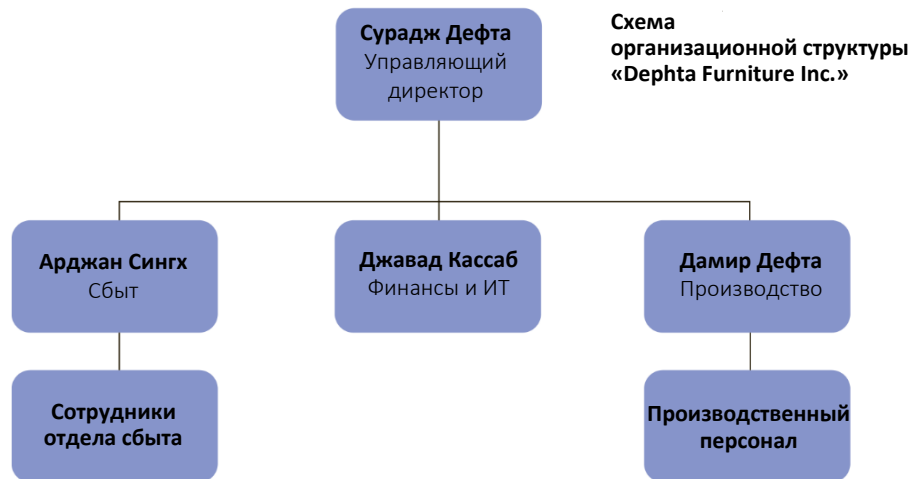 Сурадж Дефта
Управляющий
директор
Схема
организационной структуры
«Dephta Furniture Inc.»
Арджан Сингх
Сбыт
Джавад Кассаб
Финансы и ИТ
Дамир Дефта
Производство
Сотрудники
отдела сбыта
Производственный
персонал